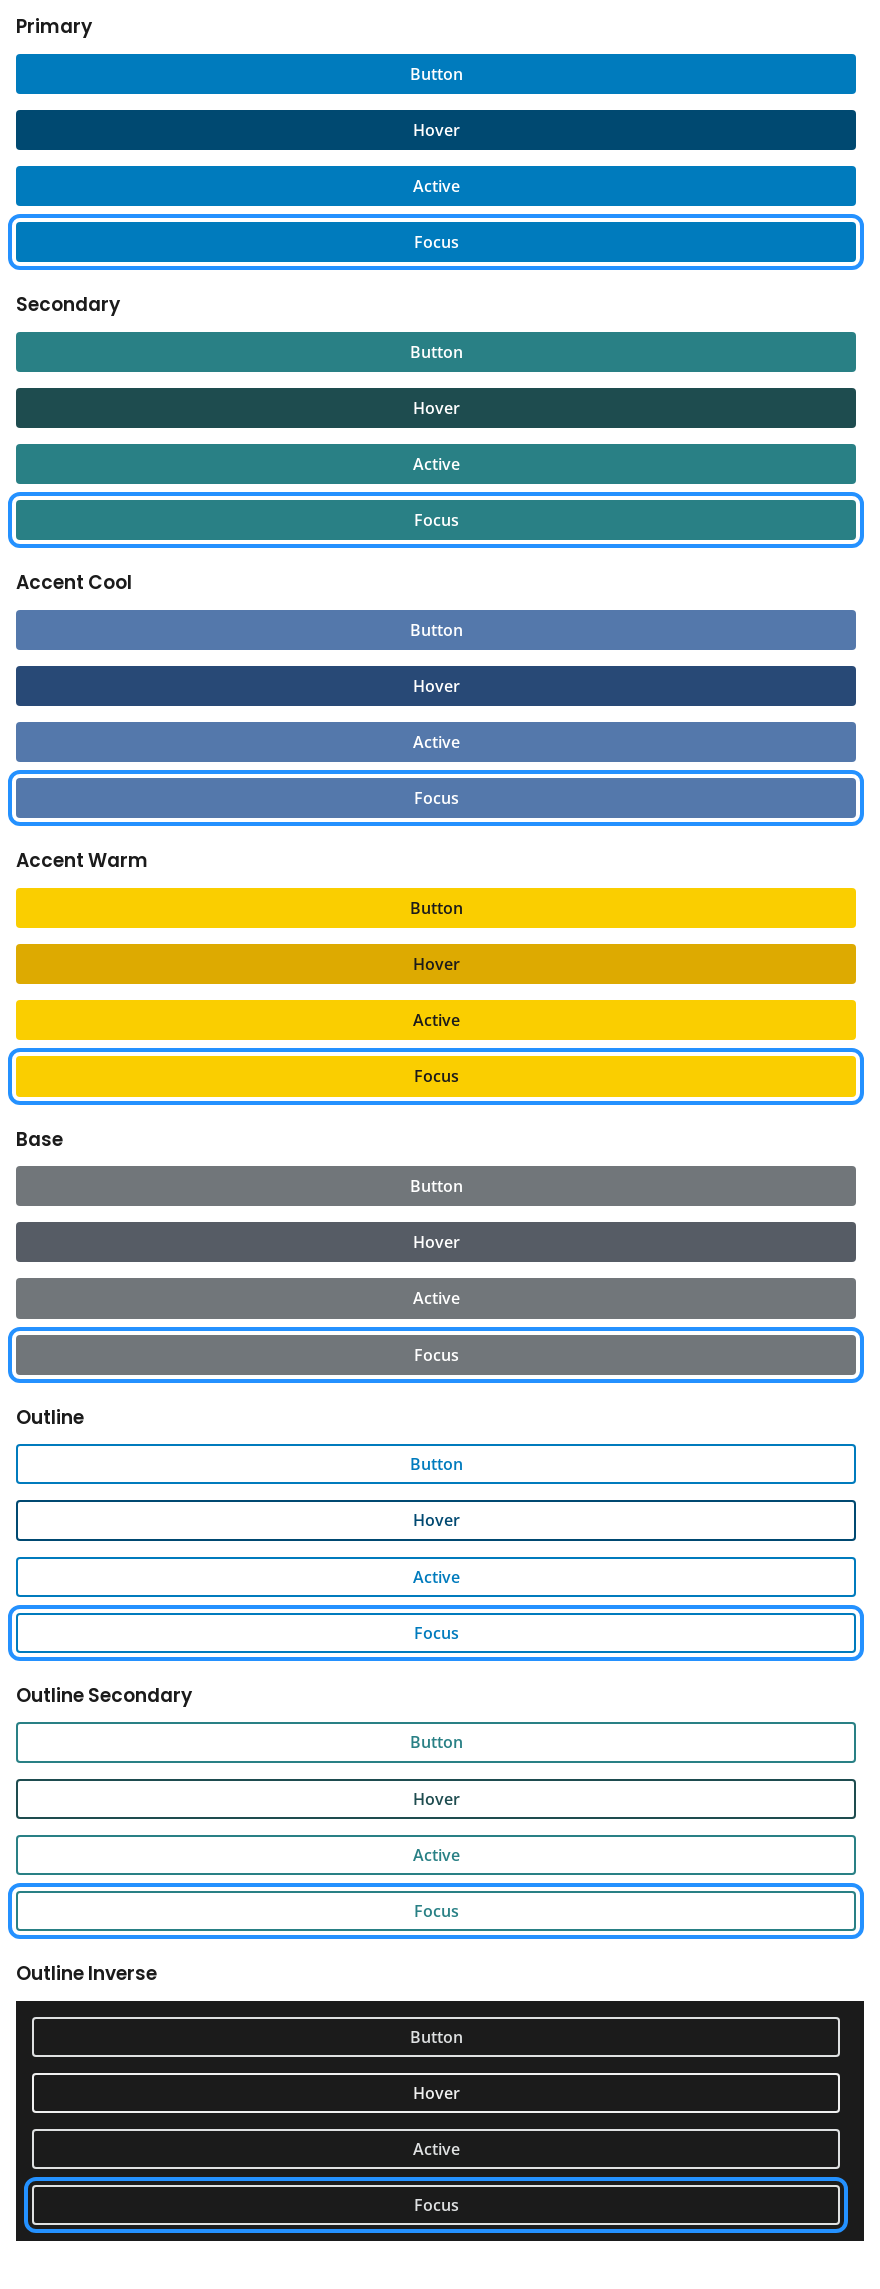 Primary
Button
Hover
Active
Focus
Secondary
Button
Hover
Active
Focus
Accent Cool
Button
Hover
Active
Focus
Accent Warm
Button
Hover
Active
Focus
Base
Button
Hover
Active
Focus
Outline
Button
Hover
Active
Focus
Outline Secondary
Button
Hover
Active
Focus
Outline Inverse
Button
Hover
Active
Focus